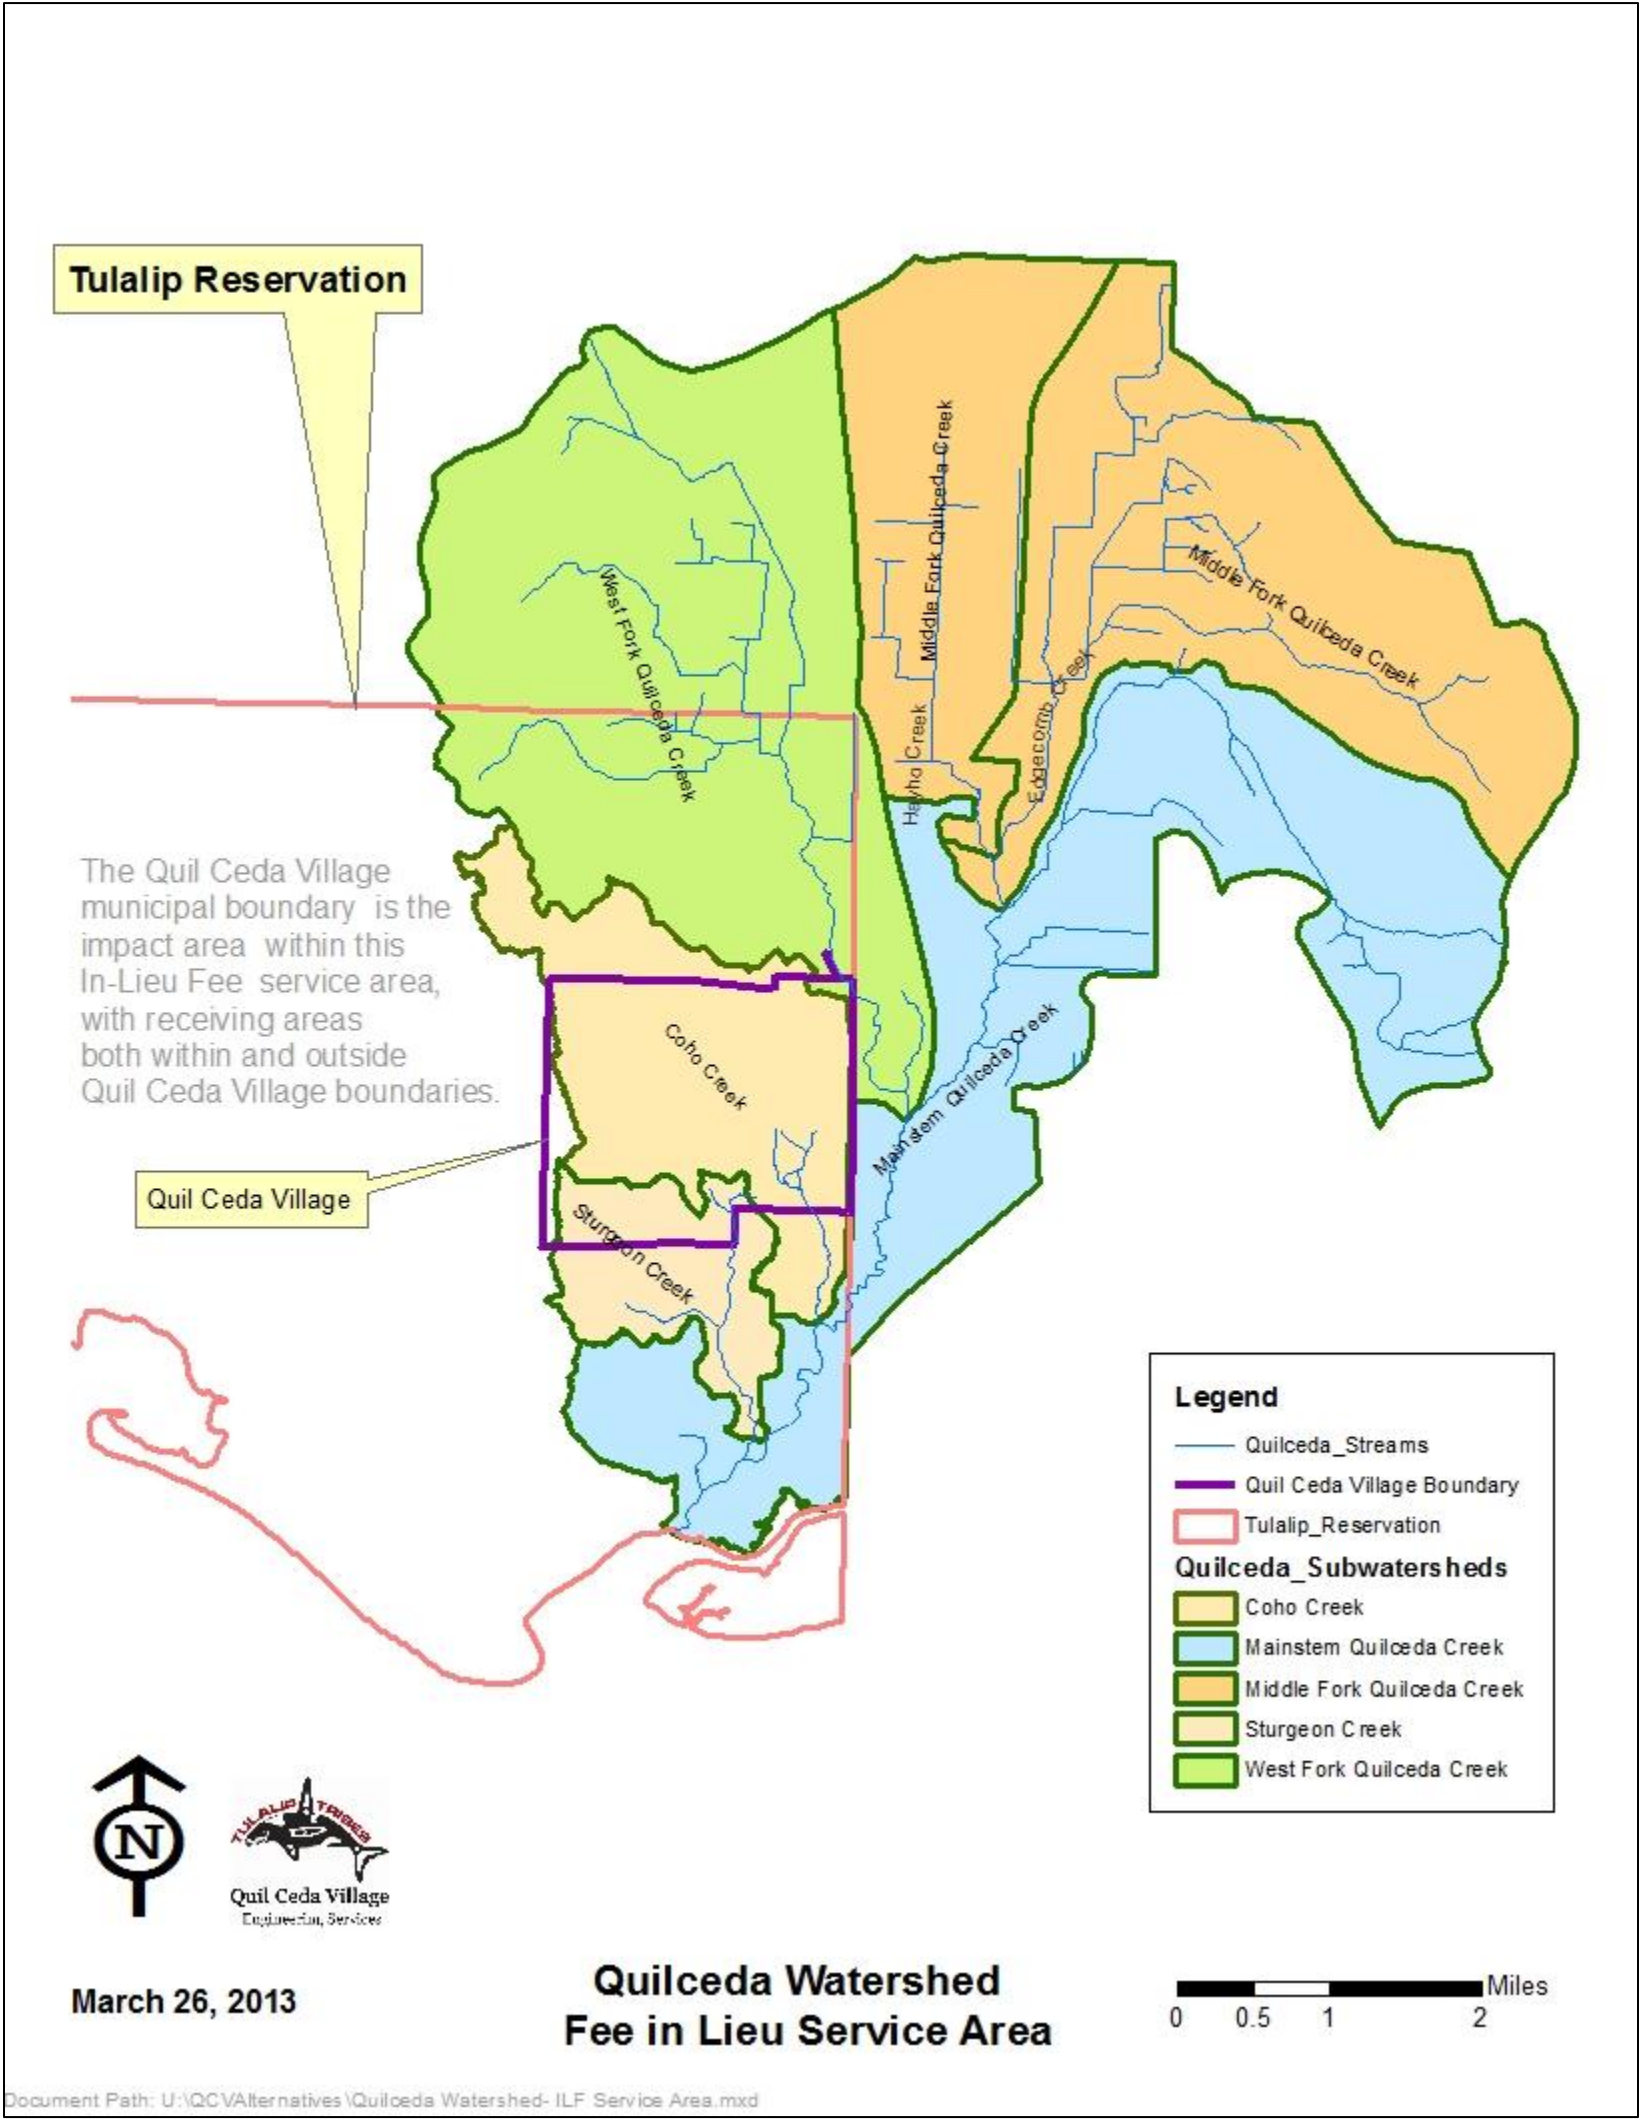 Tulalip Reservation
Middle Fork Quilceda Creek
Middle Fork Quilceda Creek
West Fork Quilceda Creek
Hayho Creek
Edgecomb Creek
The Quil Ceda Village
municipal boundary is the
impact area within this
In-Lieu Fee service area,
with receiving areas
both within and outside
Quil Ceda Village boundaries.
Coho Creek
Mainstem Quilceda Creek
Quil Ceda Village
Sturgeon Creek
Legend
Quilceda_Streams
Quil Ceda Village Boundary
Tulalip_Reservation
Quilceda_Subwatersheds
Coho Creek
Mainstem Quilceda Creek
Middle Fork Quilceda Creek
Sturgeon Creek
West Fork Quilceda Creek
N
TULALIP TRIBES
Quil Ceda Village
Engineering Services
March 26, 2013
Quilceda Watershed
Fee in Lieu Service Area
Miles
0 0.5 1 2
Document Path: U:\QCVAlternatives\Quilceda Watershed- ILF Service Area.mxd